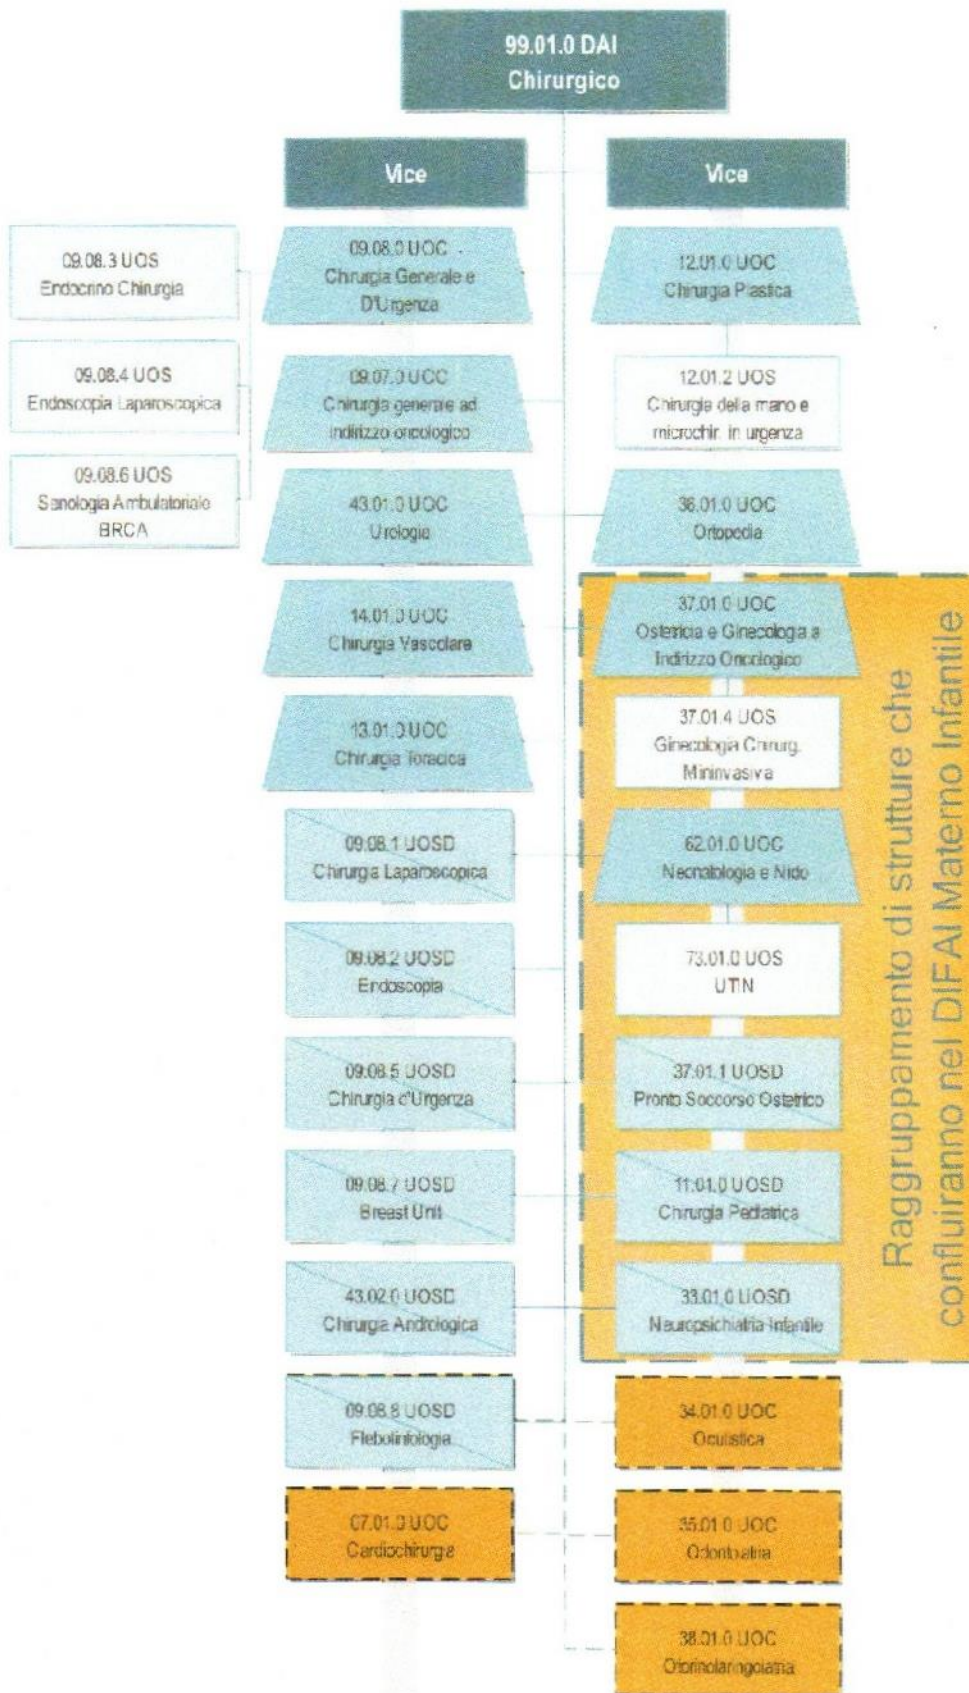 99.01.0 DAI
Chirurgico
Vice
Vice
09.08.3 UOS
Endocrino Chirurgia
09.08.4 UOS
Endoscopia Laparoscopica
09.08.6 UOS
Senologia Ambulatoriale
BRCA
09.08.0 UOC
Chirurgia Generale e
D'Urgenza
09.07.0 UOC
Chirurgia generale ad
indirizzo oncologico
43.01.0 UOC
Urologia
14.01.0 UOC
Chirurgia Vascolare
13.01.0 UOC
Chirurgia Toracica
09.08.1 UOSD
Chirurgia Laparoscopica
09.08.2 UOSD
Endoscopia
09.08.5 UOSD
Chirurgia d'Urgenza
09.08.7 UOSD
Breast Unit
43.02.0 UOSD
Chirurgia Andrologica
09.08.8 UOSD
Flebolinfologia
07.01.0 UOC
Cardiochirurgia
12.01.0 UOC
Chirurgia Plastica
12.01.2 UOS
Chirurgia della mano e
microchir. in urgenza
36.01.0 UOC
Ortopedia
37.01.0 UOC
Ostetricia e Ginecologia a
Indirizzo Oncologico
37.01.4 UOS
Ginecologia Chirurg.
Mininvasiva
62.01.0 UOC
Neonatologia e Nido
73.01.0 UOS
UTIN
37.01.1 UOSD
Pronto Soccorso Ostetrico
11.01.0 UOSD
Chirurgia Pediatrica
33.01.0 UOSD
Neuropsichiatria Infantile
34.01.0 UOC
Oculistica
35.01.0 UOC
Odontoiatria
38.01.0 UOC
Otorinolaringoiatria
Raggruppamento di strutture che
confluiranno nel DIFAI Materno Infantile